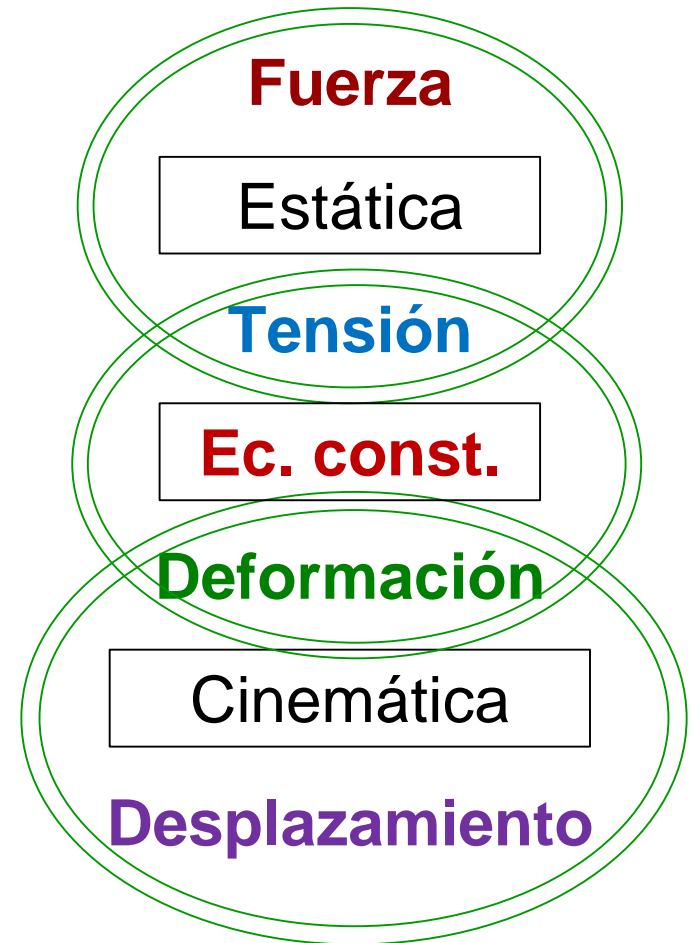 Fuerza
Estática
Tensión
Ec. const.
Deformación
Cinemática
Desplazamiento